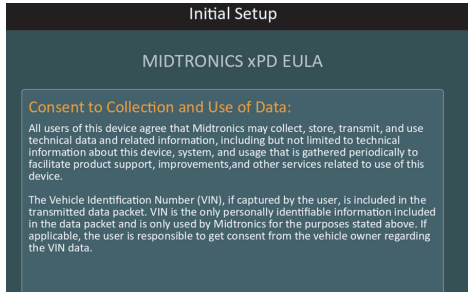 Initial Setup
MIDTRONICS xPD EULA
Consent to Collection and Use of Data:
All users of this device agree that Midtronics may collect, store, transmit, and use
technical data and related information, including but not limited to technical
information about this device, system, and usage that is gathered periodically to
facilitate product support, improvements,and other services related to use of this
device.
The Vehicle Identification Number (VIN), if captured by the user, is included in the
transmitted data packet. VIN is the only personally identifiable information included
in the data packet and is only used by Midtronics for the purposes stated above. If
applicable, the user is responsible to get consent from the vehicle owner regarding
the VIN data.